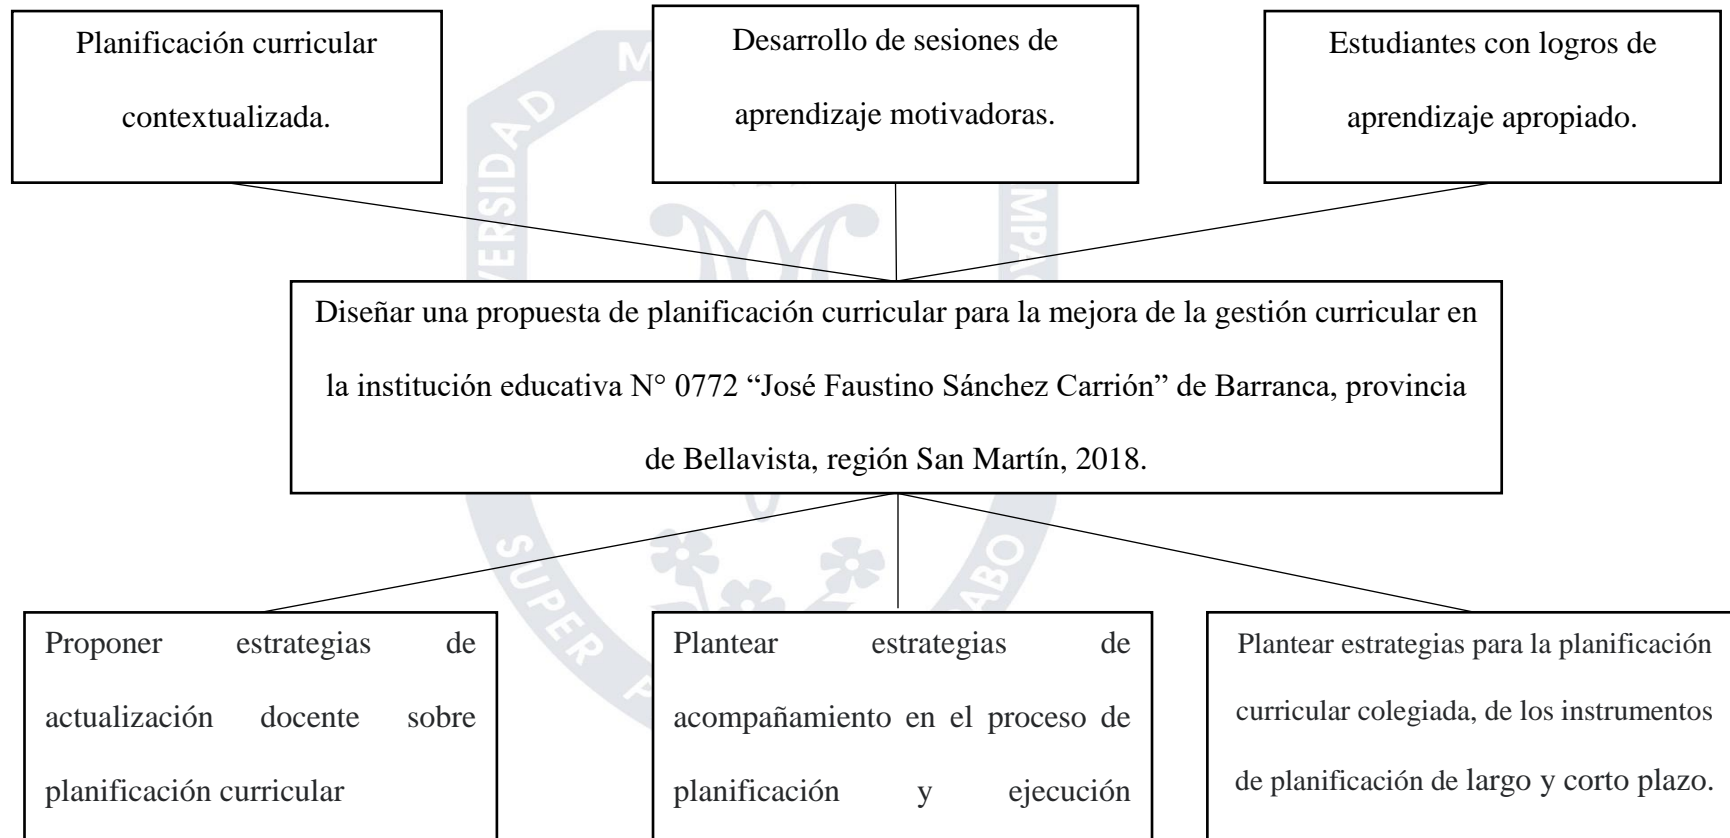 Planificación curricular
contextualizada.
Desarrollo de sesiones de
aprendizaje motivadoras.
Estudiantes con logros de
aprendizaje apropiado.
Diseñar una propuesta de planificación curricular para la mejora de la gestión curricular en
la institución educativa N° 0772 “José Faustino Sánchez Carrión” de Barranca, provincia
de Bellavista, región San Martín, 2018.
Proponer estrategias de
actualización docente sobre
planificación curricular
Plantear estrategias de
acompañamiento en el proceso de
planificación y ejecución
Plantear estrategias para la planificación
curricular colegiada, de los instrumentos
de planificación de largo y corto plazo.
SUPER